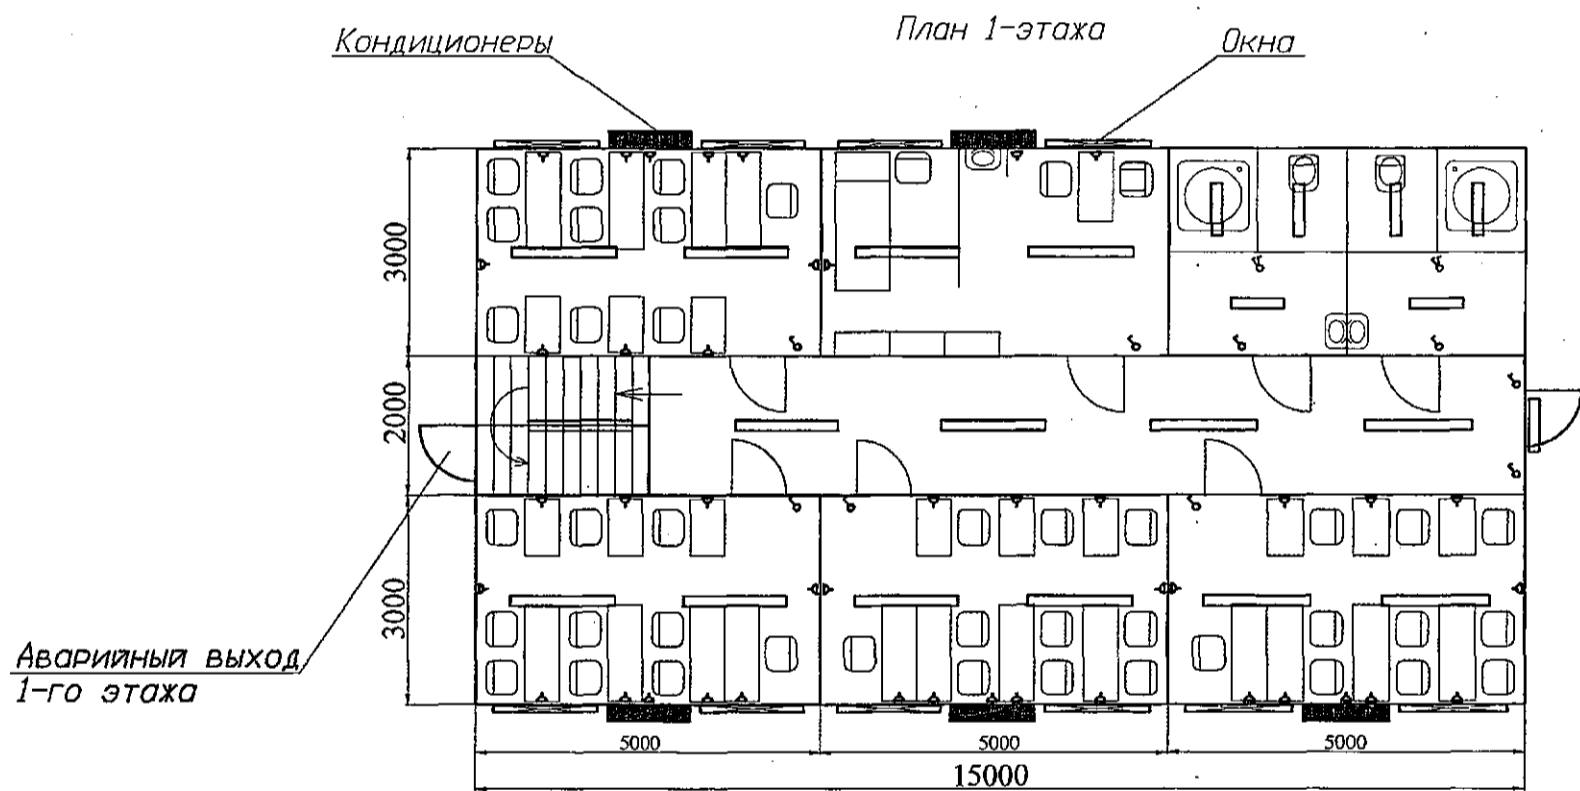 План 1-этажа
Кондиционеры
Окна
3000
2000
3000
Аварийный выход
1-го этажа
5000
5000
5000
15000